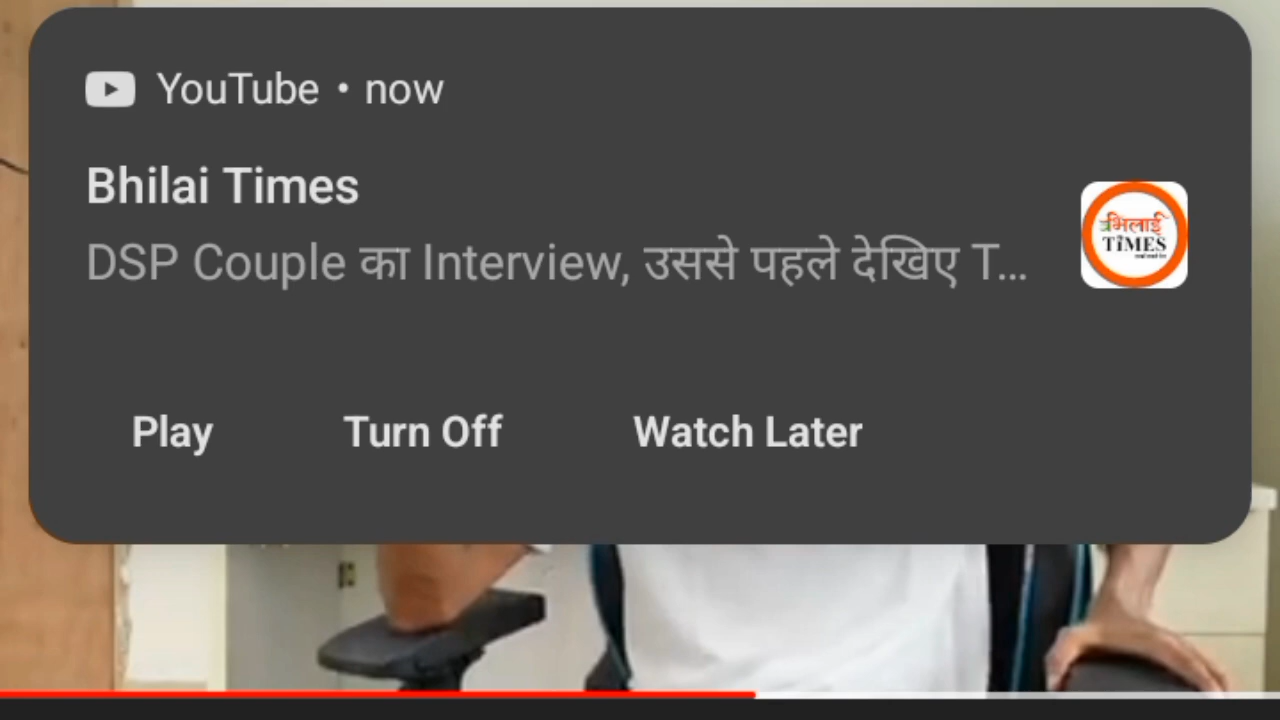 YouTube • now
Bhilai Times
DSP Couple का Interview, उससे पहले देखिए T...
भिलाई
TIMES
Play
Turn Off
Watch Later